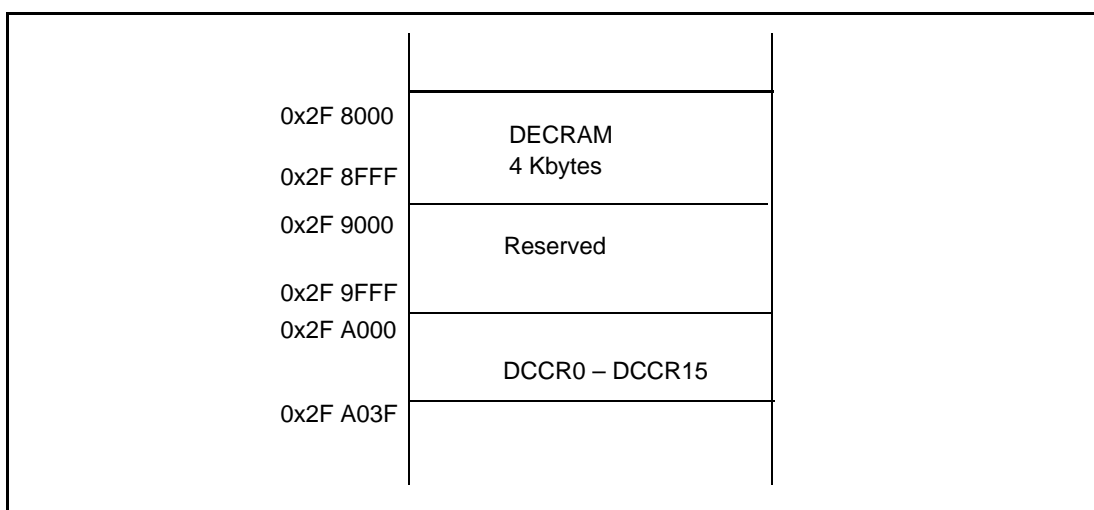 0x2F 8000
DECRAM
4 Kbytes
0x2F 8FFF
0x2F 9000
Reserved
0x2F 9FFF
0x2F A000
DCCR0 – DCCR15
0x2F A03F